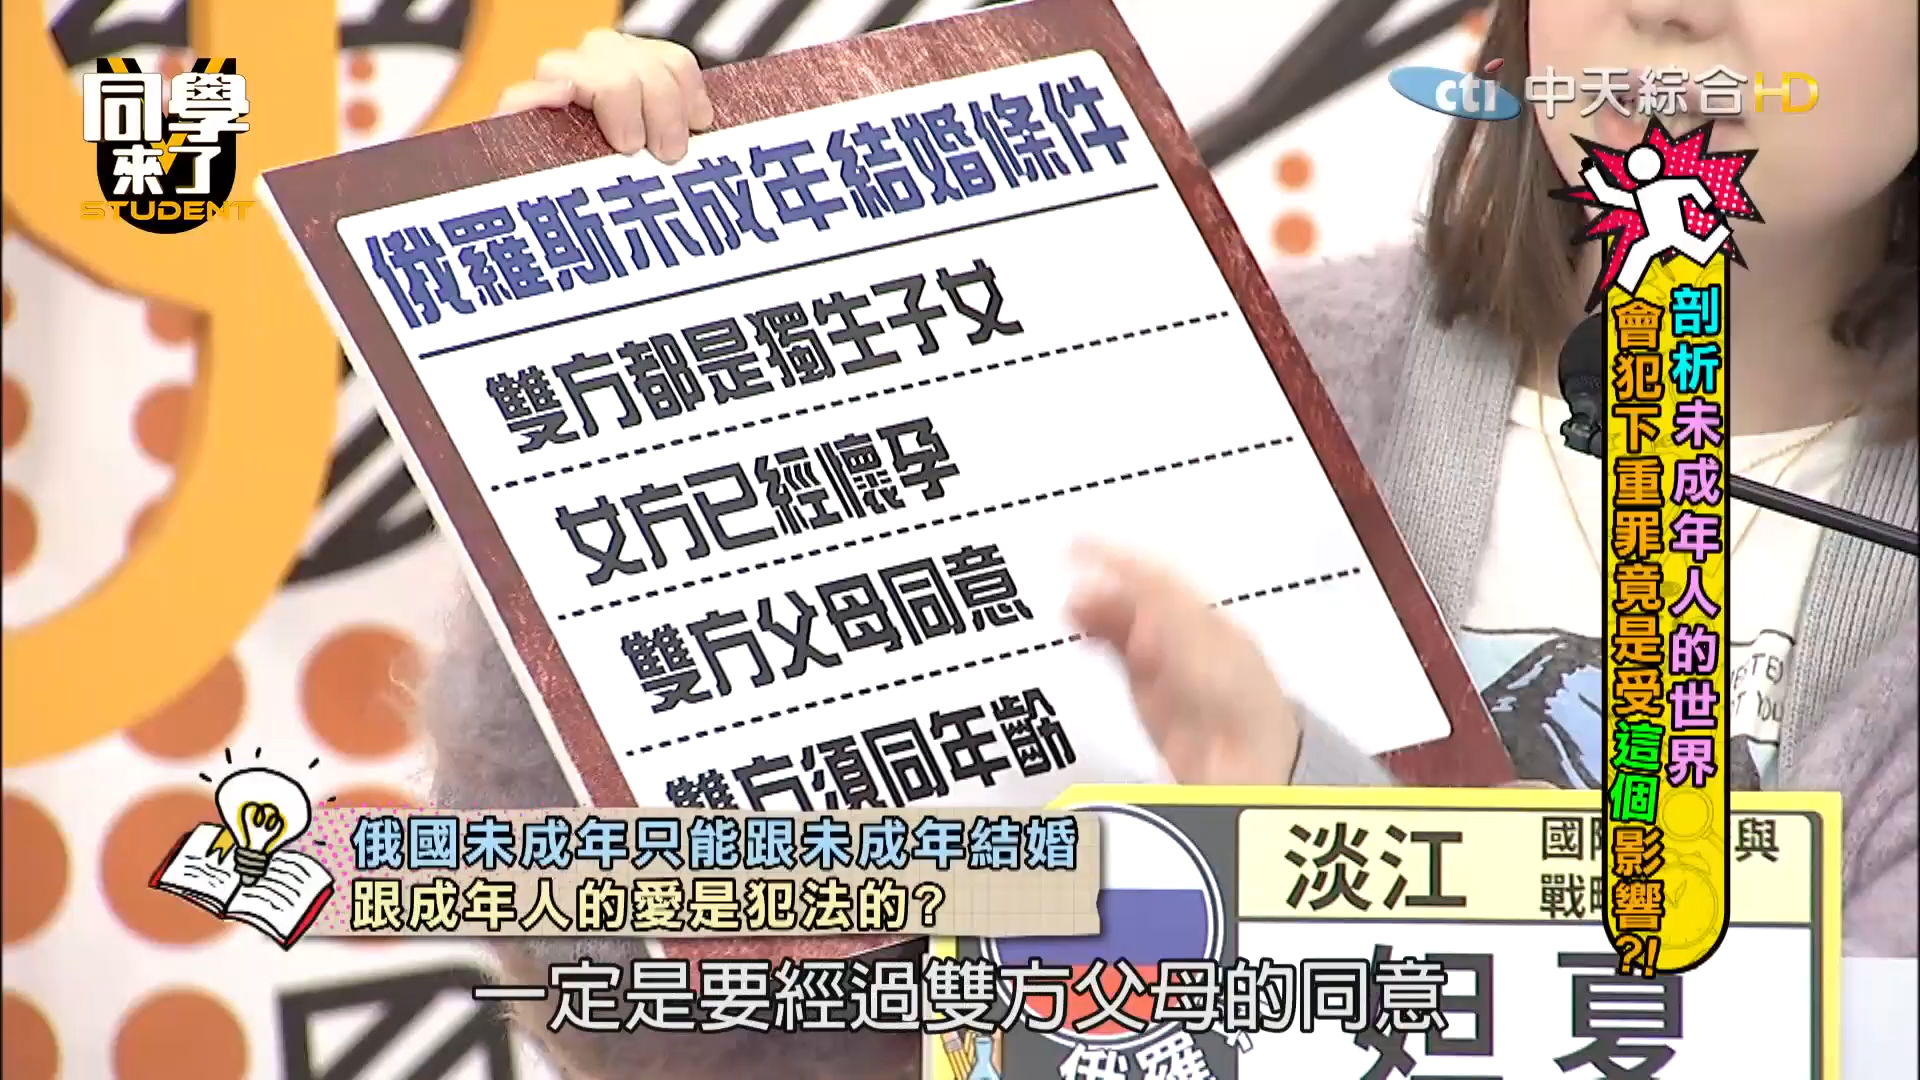 同學
來了
STUDENT
cti 中天綜合HD
俄羅斯未成年結婚條件
雙方都是獨生子女
女方已經懷孕
雙方父母同意
雙方須同年齡
剖析未成年人的世界
會犯下重罪竟是受這個影響?!
俄國未成年只能跟未成年結婚
跟成年人的愛是犯法的?
淡江
與
一定是要經過雙方父母的同意
俄羅
妲夏